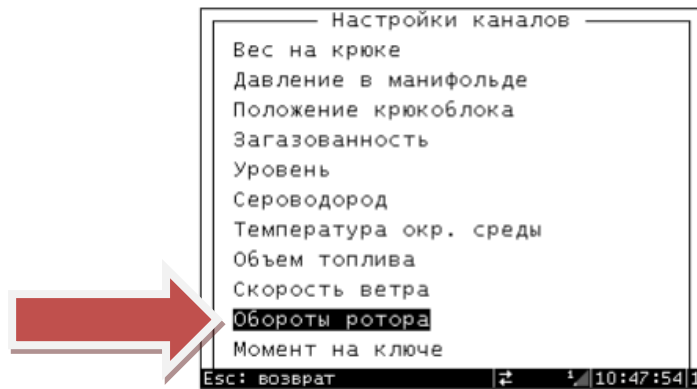 Настройки каналов
Вес на крюке
Давление в манифольде
Положение крюкоблока
Загазованность
Уровень
Сероводород
Температура окр. среды
Объем топлива
Скорость ветра
Обороты ротора
Момент на ключе
Esc: возврат 1 10:47:54